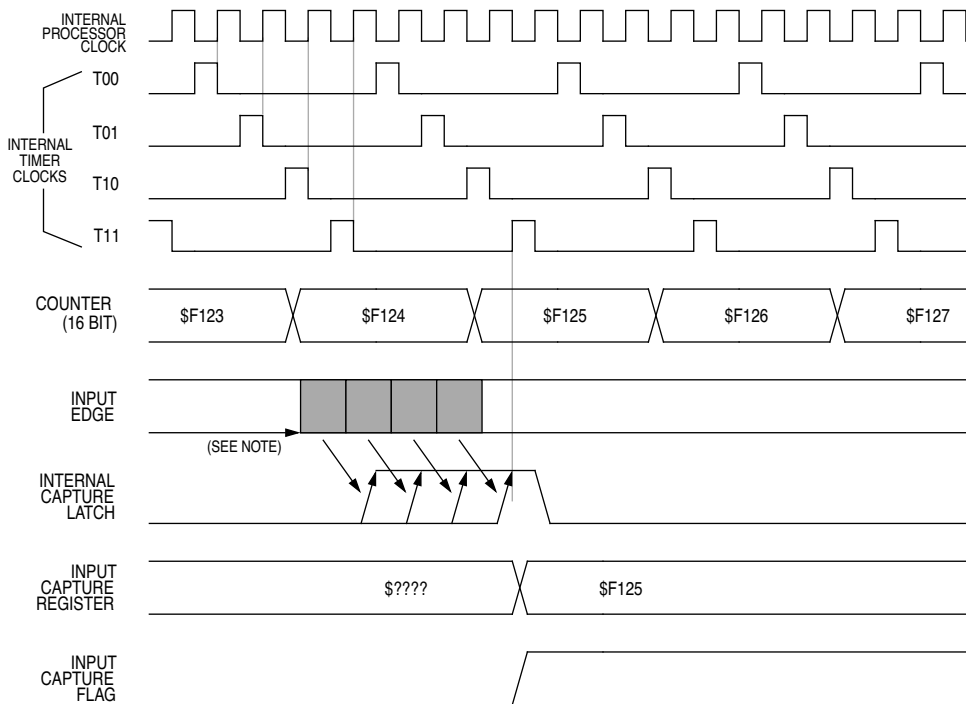 INTERNAL
PROCESSOR
CLOCK
T00
T01
INTERNAL
TIMER
CLOCKS
T10
T11
COUNTER
(16 BIT)
$F123
$F124
$F125
$F126
$F127
INPUT
EDGE
(SEE NOTE)
INTERNAL
CAPTURE
LATCH
INPUT
CAPTURE
REGISTER
$????
$F125
INPUT
CAPTURE
FLAG